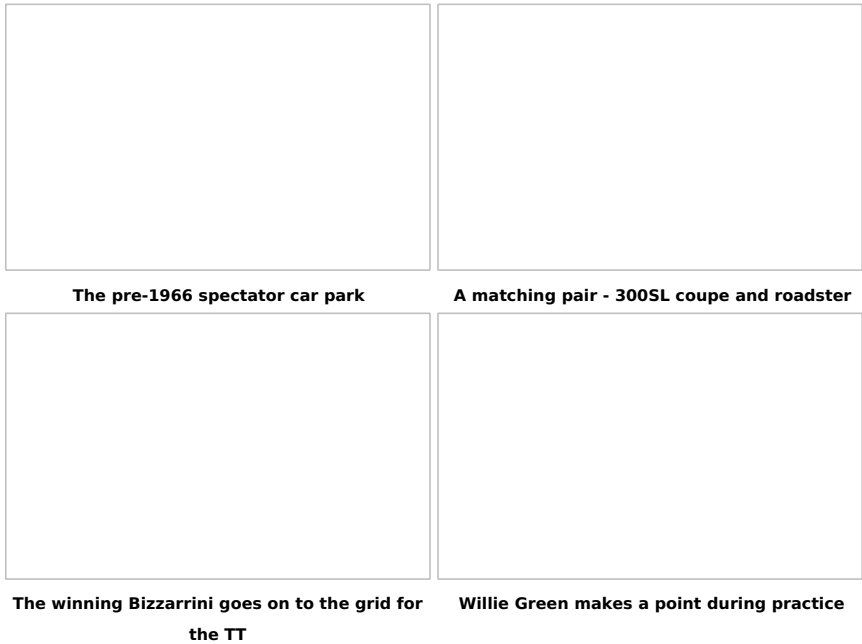 The pre-1966 spectator car park
A matching pair - 300SL coupe and roadster
The winning Bizzarrini goes on to the grid for
the TT
Willie Green makes a point during practice